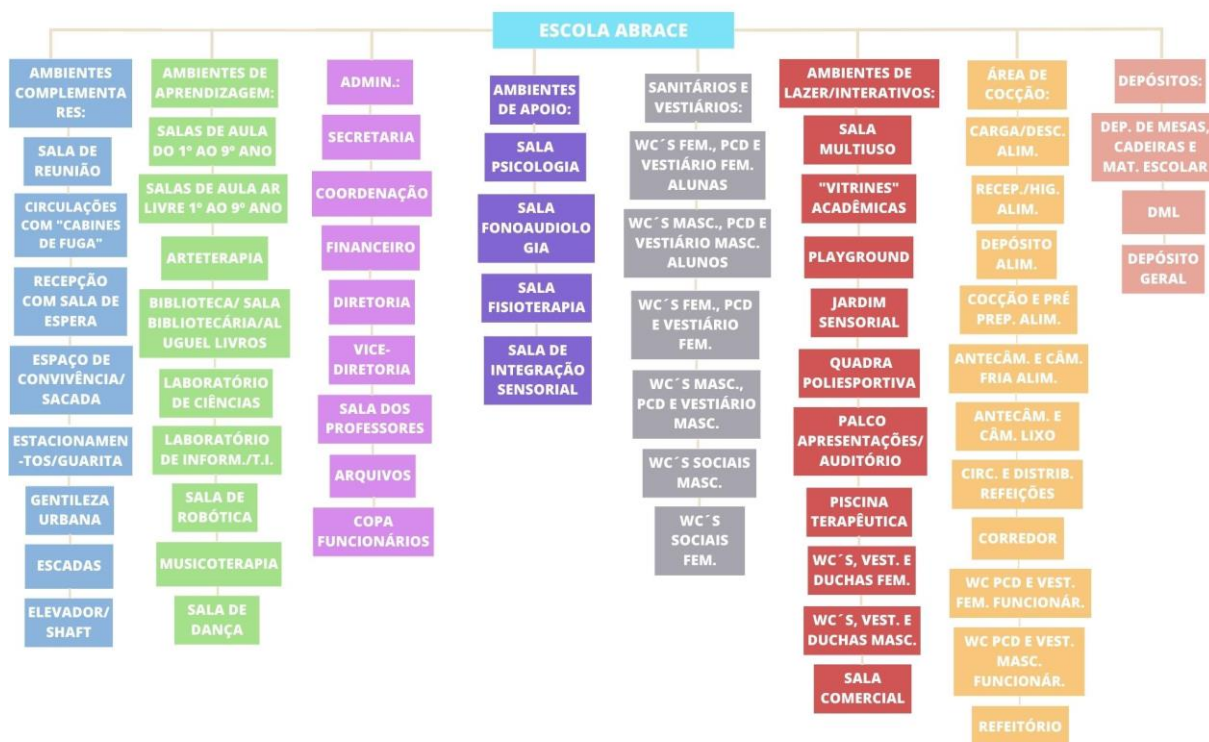 ESCOLA ABRACE
AMBIENTES
COMPLEMENTA
RES:
SALA DE
REUNIÃO
CIRCULAÇÕES
COM "CABINES
DE FUGA"
RECEPÇÃO
COM SALA DE
ESPERA
ESPAÇO DE
CONVIVÊNCIA/
SACADA
ESTACIONAMEN
-TOS/GUARITA
GENTILEZA
URBANA
ESCADAS
ELEVADOR/
SHAFT
AMBIENTES DE
APRENDIZAGEM:
SALAS DE AULA
DO 1º AO 9º ANO
SALAS DE AULA AR
LIVRE 1º AO 9º ANO
ARTETERAPIA
BIBLIOTECA/ SALA
BIBLIOTECÁRIA/AL
UGUEL LIVROS
LABORATÓRIO
DE CIÊNCIAS
LABORATÓRIO
DE INFORM./T.I.
SALA DE
ROBÓTICA
MUSICOTERAPIA
SALA DE
DANÇA
ADMIN.:
SECRETARIA
COORDENAÇÃO
FINANCEIRO
DIRETORIA
VICE-
DIRETORIA
SALA DOS
PROFESSORES
ARQUIVOS
COPA
FUNCIONÁRIOS
AMBIENTES
DE APOIO:
SALA
PSICOLOGIA
SALA
FONOAUDIOLO
GIA
SALA
FISIOTERAPIA
SALA DE
INTEGRAÇÃO
SENSORIAL
SANITÁRIOS E
VESTIÁRIOS:
WC´S FEM., PCD E
VESTIÁRIO FEM.
ALUNAS
WC´S MASC., PCD E
VESTIÁRIO MASC.
ALUNOS
WC´S FEM., PCD
E VESTIÁRIO
FEM.
WC´S MASC.,
PCD E VESTIÁRIO
MASC.
WC´S SOCIAIS
MASC.
WC´S
SOCIAIS
FEM.
AMBIENTES DE
LAZER/INTERATIVOS:
SALA
MULTIUSO
"VITRINES"
ACADÊMICAS
PLAYGROUND
JARDIM
SENSORIAL
QUADRA
POLIESPORTIVA
PALCO
APRESENTAÇÕES/
AUDITÓRIO
PISCINA
TERAPÊUTICA
WC´S, VEST. E
DUCHAS FEM.
WC´S, VEST. E
DUCHAS MASC.
SALA
COMERCIAL
ÁREA DE
COCÇÃO:
CARGA/DESC.
ALIM.
RECEP./HIG.
ALIM.
DEPÓSITO
ALIM.
COCÇÃO E PRÉ
PREP. ALIM.
ANTECÂM. E CÂM.
FRIA ALIM.
ANTECÂM. E
CÂM. LIXO
CIRC. E DISTRIB.
REFEIÇÕES
CORREDOR
WC PCD E VEST.
FEM. FUNCIONÁR.
WC PCD E VEST.
MASC.
FUNCIONÁR.
REFEITÓRIO
DEPÓSITOS:
DEP. DE MESAS,
CADEIRAS E
MAT. ESCOLAR
DML
DEPÓSITO
GERAL